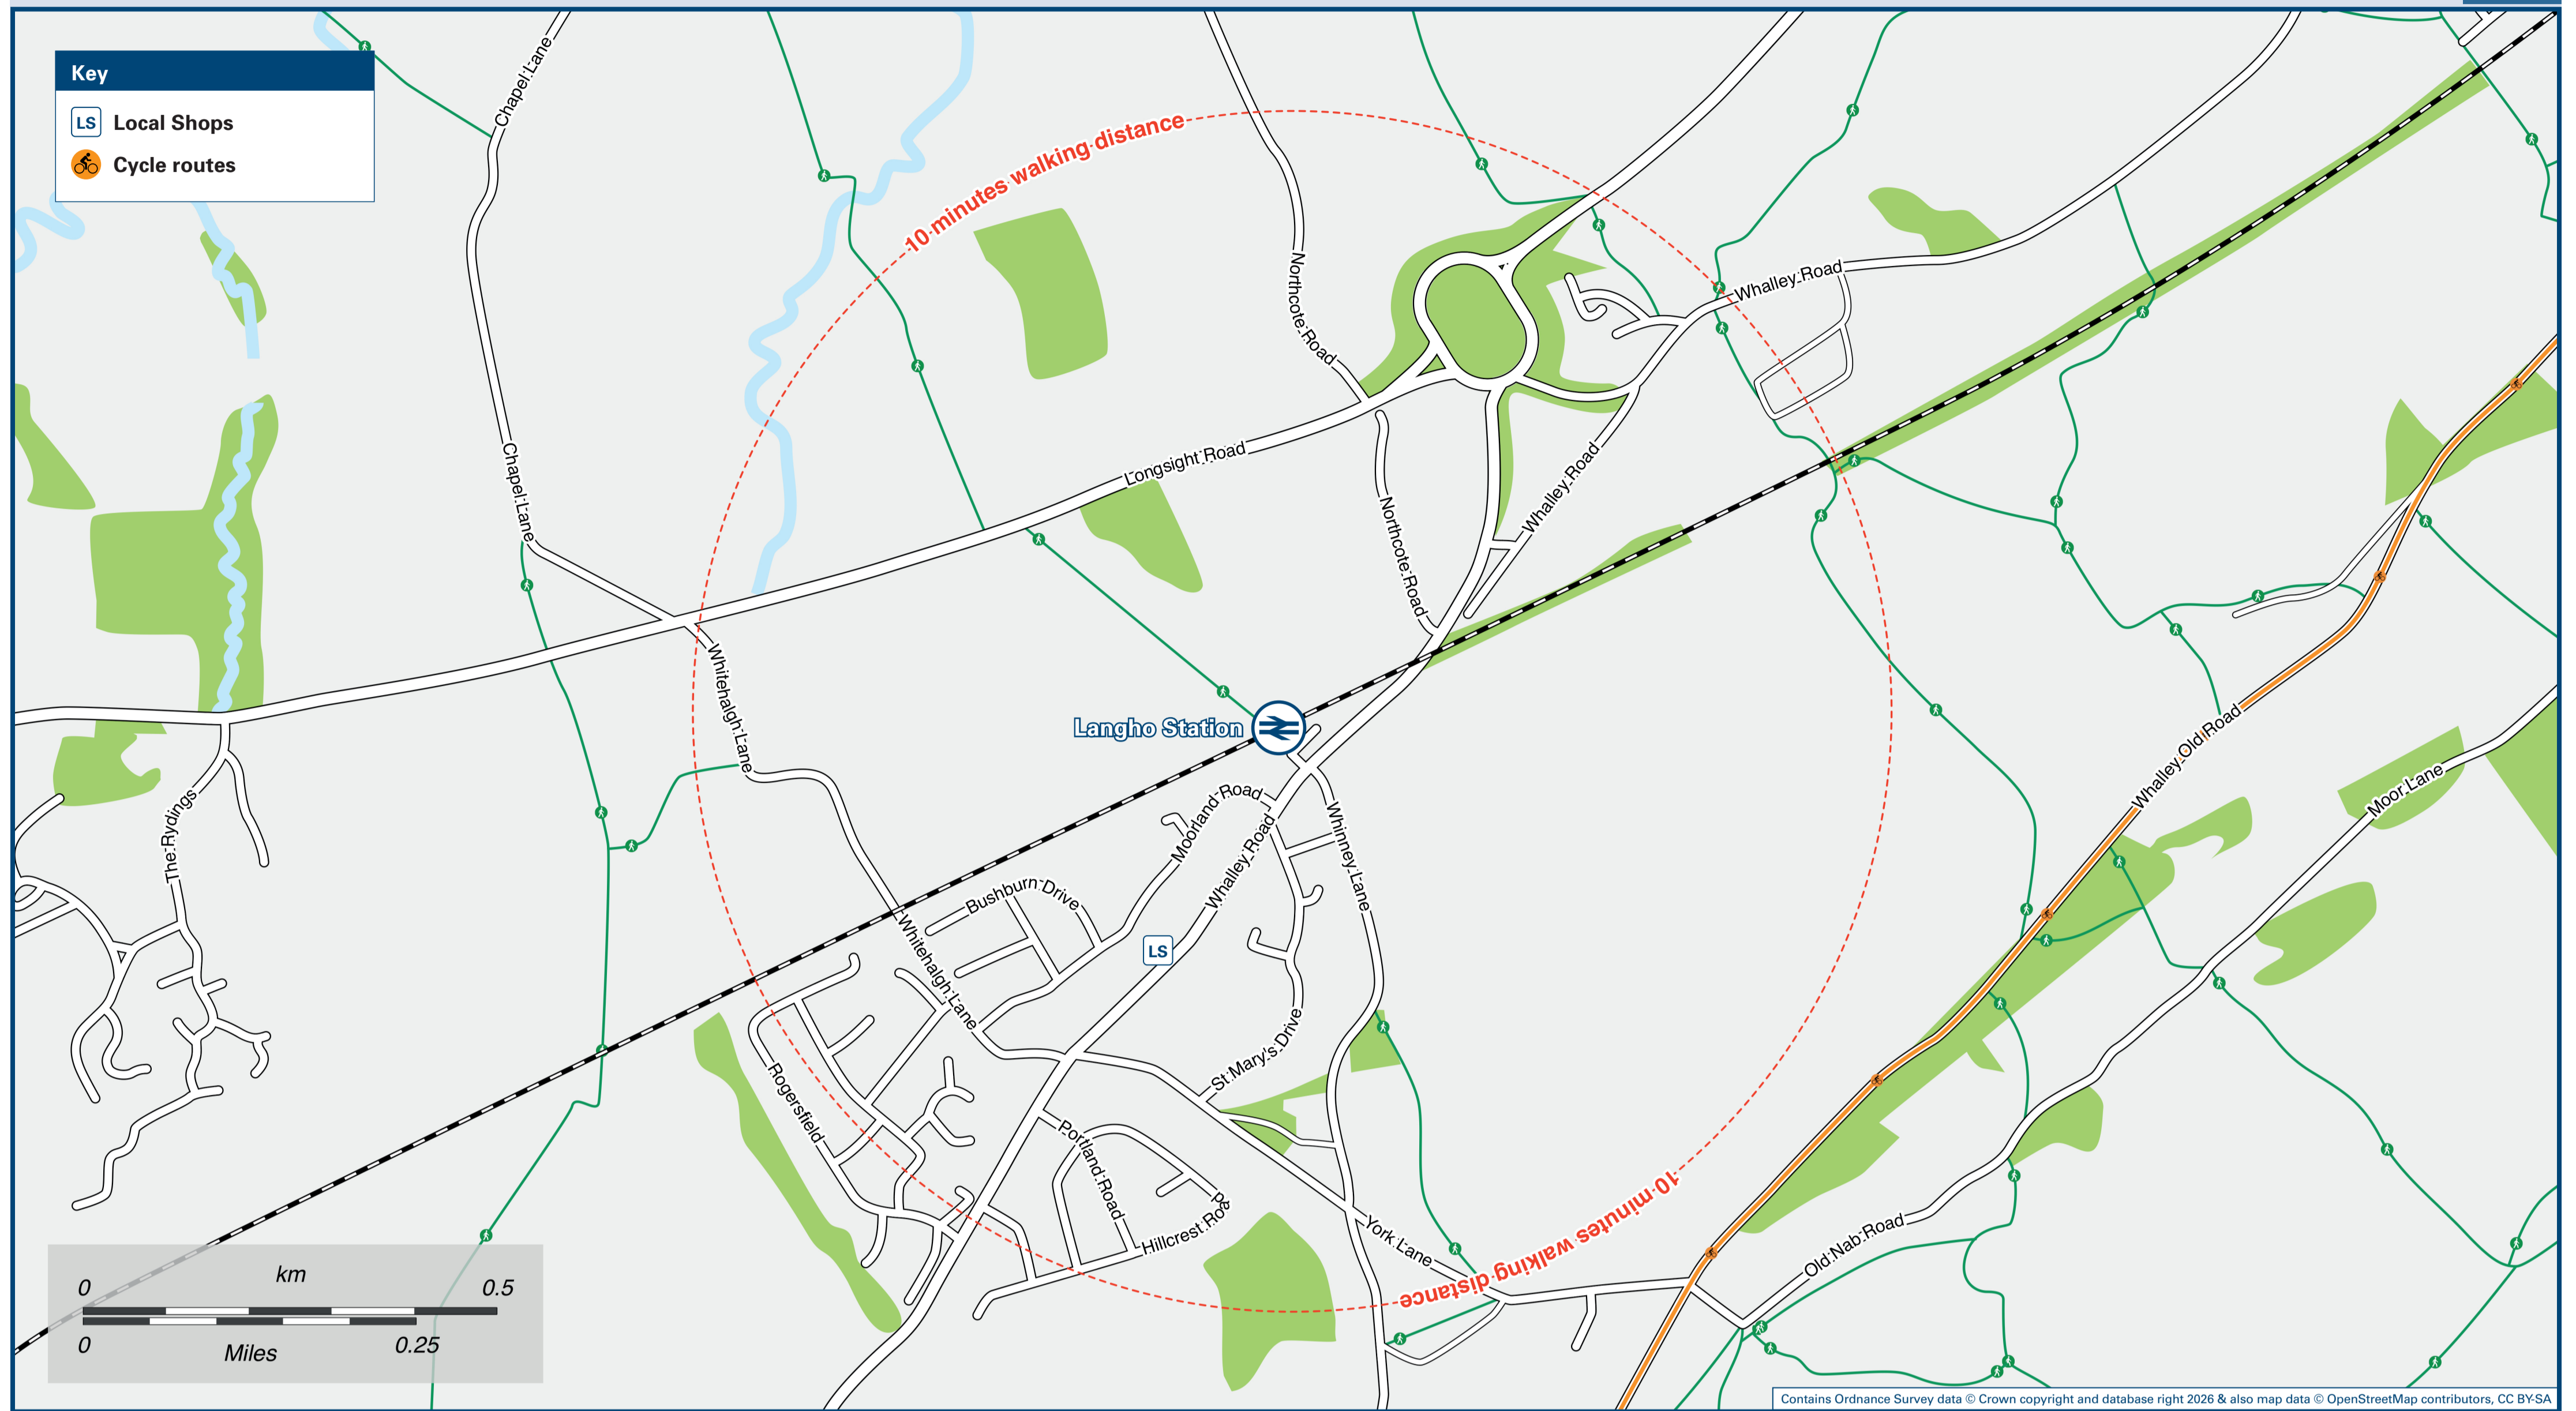 Key
LS Local Shops
Cycle routes
Chapel Lane
10 minutes walking distance
Northcote Road
Whalley Road
Chapel Lane
Longsight Road
Whalley Road
Northcote Road
Whitehalgh Lane
Langho Station
Whalley Old Road
Moor Lane
The Rydings
Moorland Road
Whalley Road
Whinney Lane
Bushburn Drive
Whitehalgh Lane
LS
St Mary's Drive
Rogersfield
Portland Road
Hillcrest Road
York Lane
10 minutes walking distance
Old Nab Road
0 km 0.5
0 Miles 0.25
Contains Ordnance Survey data © Crown copyright and database right 2026 & also map data © OpenStreetMap contributors, CC BY-SA